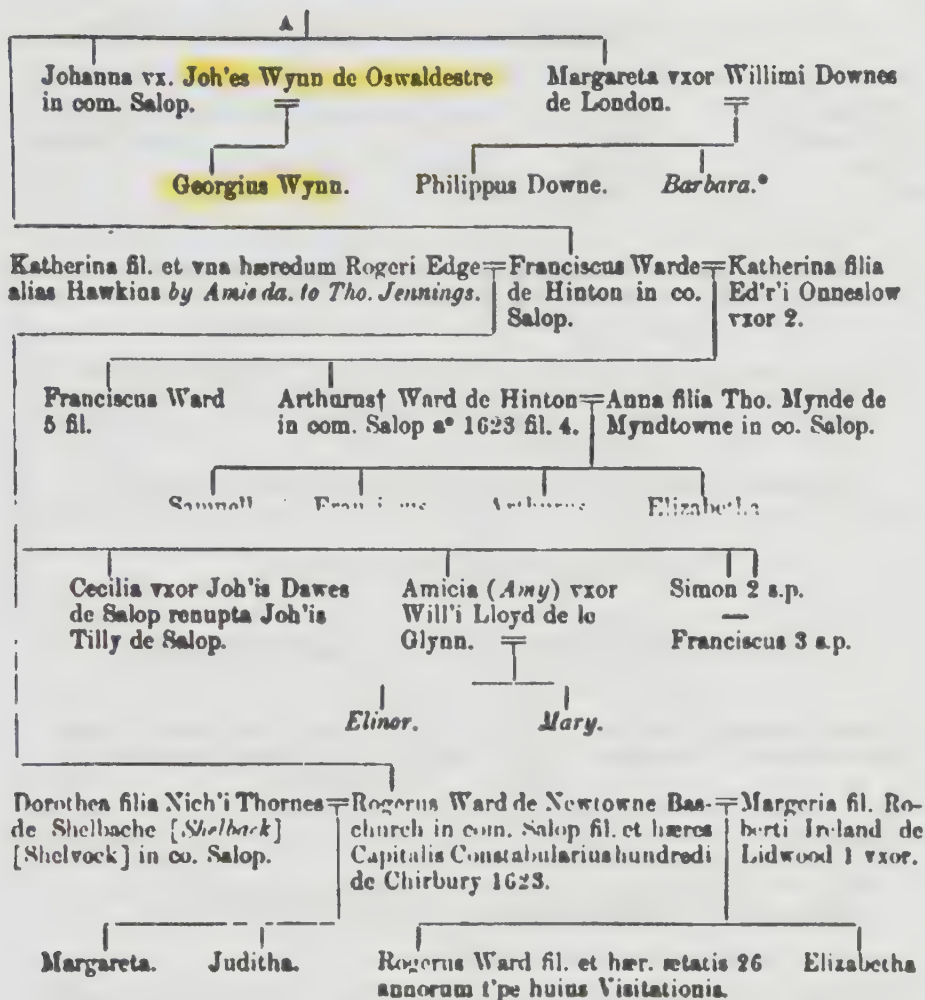 A
Johanna vx. Joh'es Wynn de Oswaldestre
in com. Salop.
Margareta vxor Willimi Downes
de London.
Georgius Wynn.
Philippus Downe.
Barbara.*
Katherina fil. et vna hæredum Rogeri Edge
alias Hawkins by Amie da. to Tho. Jennings.
Franciscus Warde
de Hinton in co.
Salop.
Katherina filia
Ed'r'i Onneslow
vxor 2.
Franciscus Ward
5 fil.
Arthurus† Ward de Hinton
in com. Salop aº 1623 fil. 4.
Anna filia Tho. Mynde de
Myndtowne in co. Salop.
Arthurus
Elizabetha
Cecilia vxor Joh'is Dawes
de Salop renupta Joh'is
Tilly de Salop.
Amicia (Amy) vxor
Will'i Lloyd de le
Glynn.
Simon 2 s.p.
Franciscus 3 s.p.
Elinor.
Mary.
Dorothea filia Nich'i Thornes
de Shelbache [Shelback]
[Shelvock] in co. Salop.
Rogerus Ward de Newtowne Bas-
church in com. Salop fil. et hæres
Capitalis Constabularius hundredi
de Chirbury 1623.
Margeria fil. Ro-
berti Ireland de
Lidwood 1 vxor.
Margareta.
Juditha.
Rogerus Ward fil. et hær. ætatis 26
annorum t'pe huius Visitationis.
Elizabetha